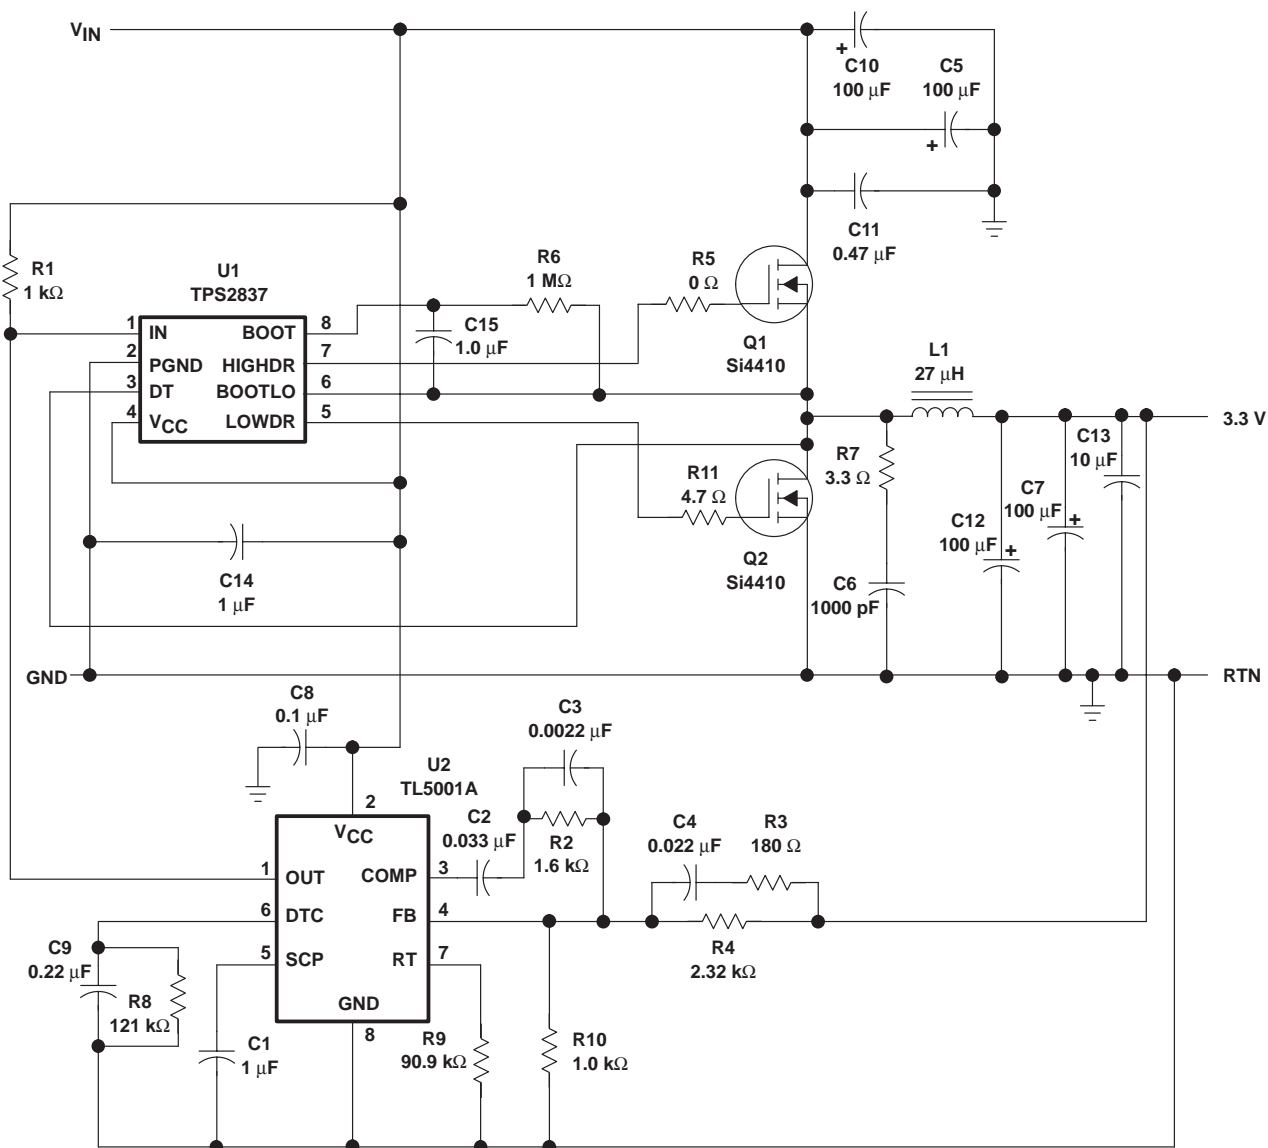 VIN
+
C10
100 μF
C5
100 μF
+
C11
0.47 μF
R1
1 kΩ
U1
TPS2837
R6
1 MΩ
R5
0 Ω
1 IN
2 PGND
3 DT
4 VCC
BOOT 8
HIGHDR 7
BOOTLO 6
LOWDR 5
C15
1.0 μF
Q1
Si4410
L1
27 μH
3.3 V
R11
4.7 Ω
R7
3.3 Ω
C13
10 μF
C7
100 μF
+
C12
100 μF
+
Q2
Si4410
C6
1000 pF
C14
1 μF
GND
RTN
C8
0.1 μF
C3
0.0022 μF
U2
TL5001A
2
VCC
C2
0.033 μF
R2
1.6 kΩ
C4
0.022 μF
R3
180 Ω
1 OUT
COMP 3
6 DTC
FB 4
5 SCP
RT 7
GND
8
R4
2.32 kΩ
C9
0.22 μF
R8
121 kΩ
C1
1 μF
R9
90.9 kΩ
R10
1.0 kΩ